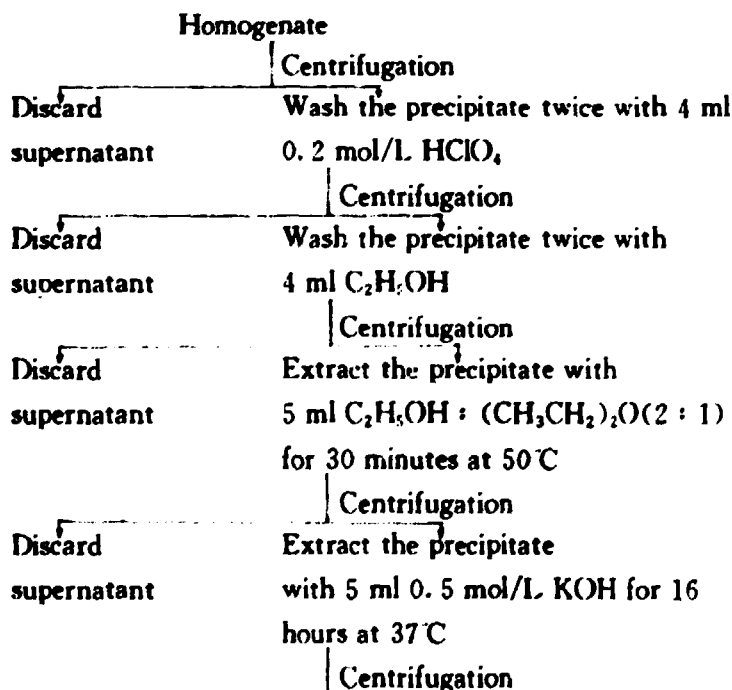 Homogenate
Centrifugation
Discard Wash the precipitate twice with 4 ml
supernatant 0.2 mol/L HClO₄
Centrifugation
Discard Wash the precipitate twice with
supernatant 4 ml C₂H₅OH
Centrifugation
Discard Extract the precipitate with
supernatant 5 ml C₂H₅OH : (CH₃CH₂)₂O(2 : 1)
for 30 minutes at 50℃
Centrifugation
Discard Extract the precipitate
supernatant with 5 ml 0.5 mol/L KOH for 16
hours at 37℃
Centrifugation